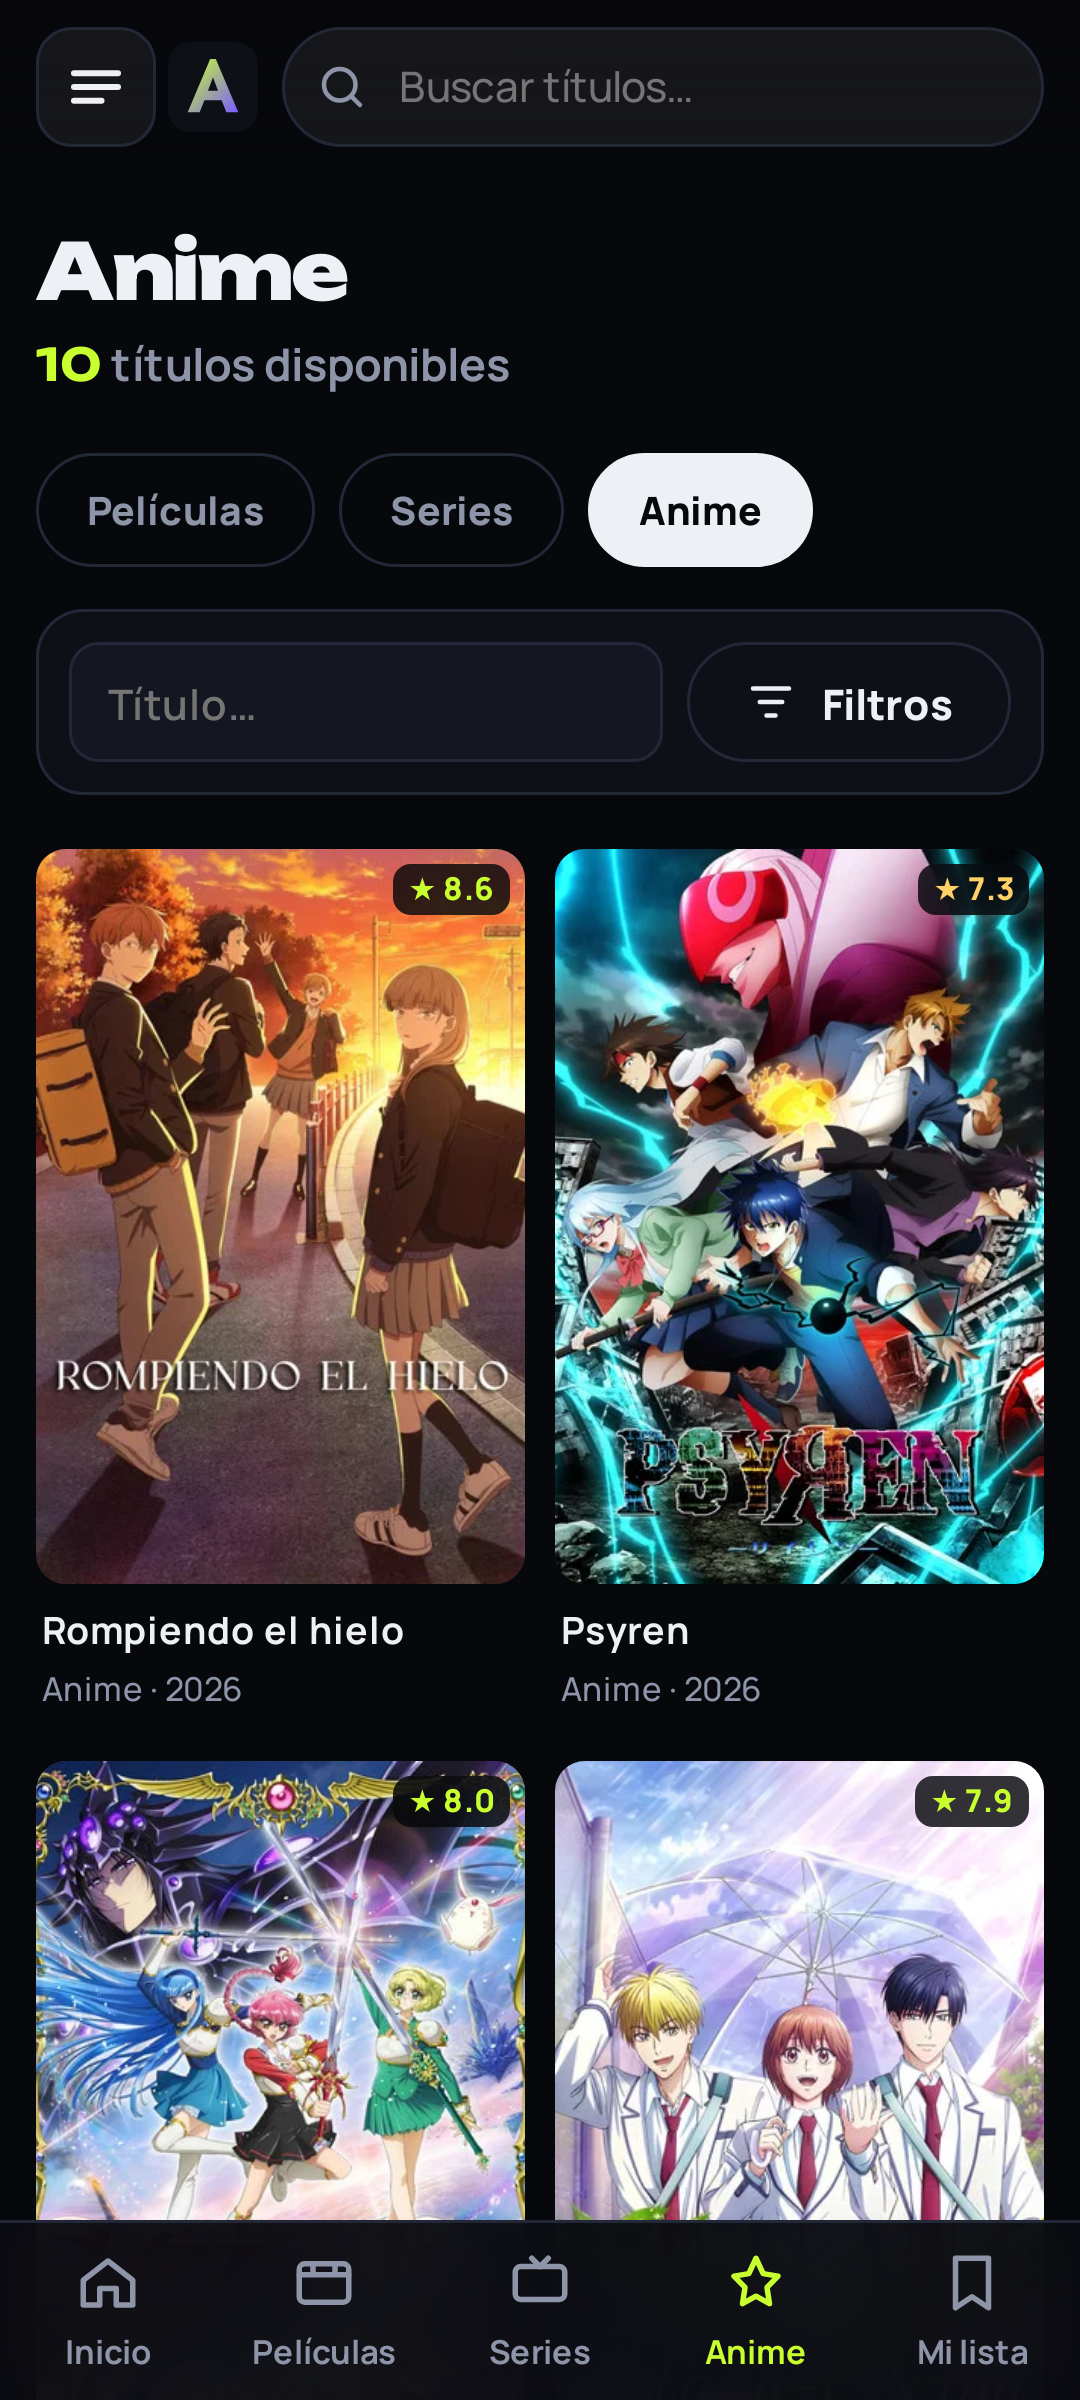 A
Buscar títulos...
Anime
10 títulos disponibles
Películas
Series
Anime
Título...
Filtros
★ 8.6
★ 7.3
ROMPIENDO EL HIELO
PSYREN
Rompiendo el hielo
Anime · 2026
Psyren
Anime · 2026
★ 8.0
★ 7.9
Inicio
Películas
Series
Anime
Mi lista